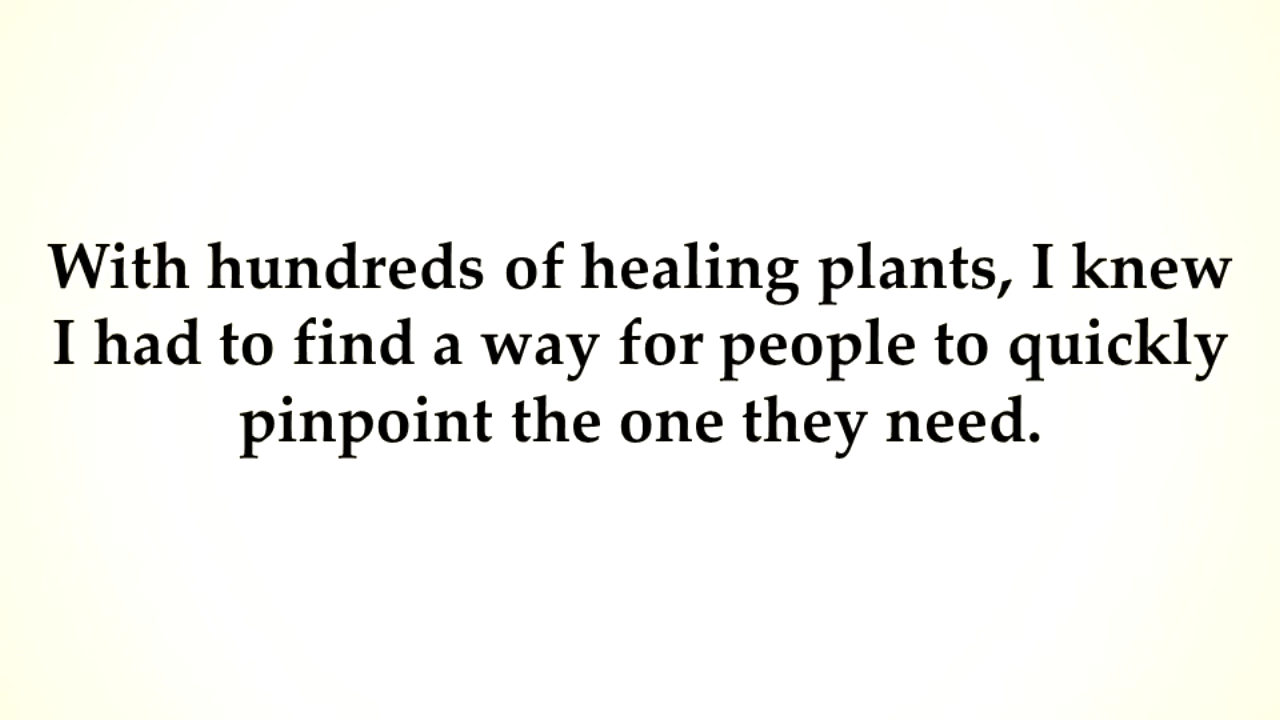 With hundreds of healing plants, I knew
I had to find a way for people to quickly
pinpoint the one they need.